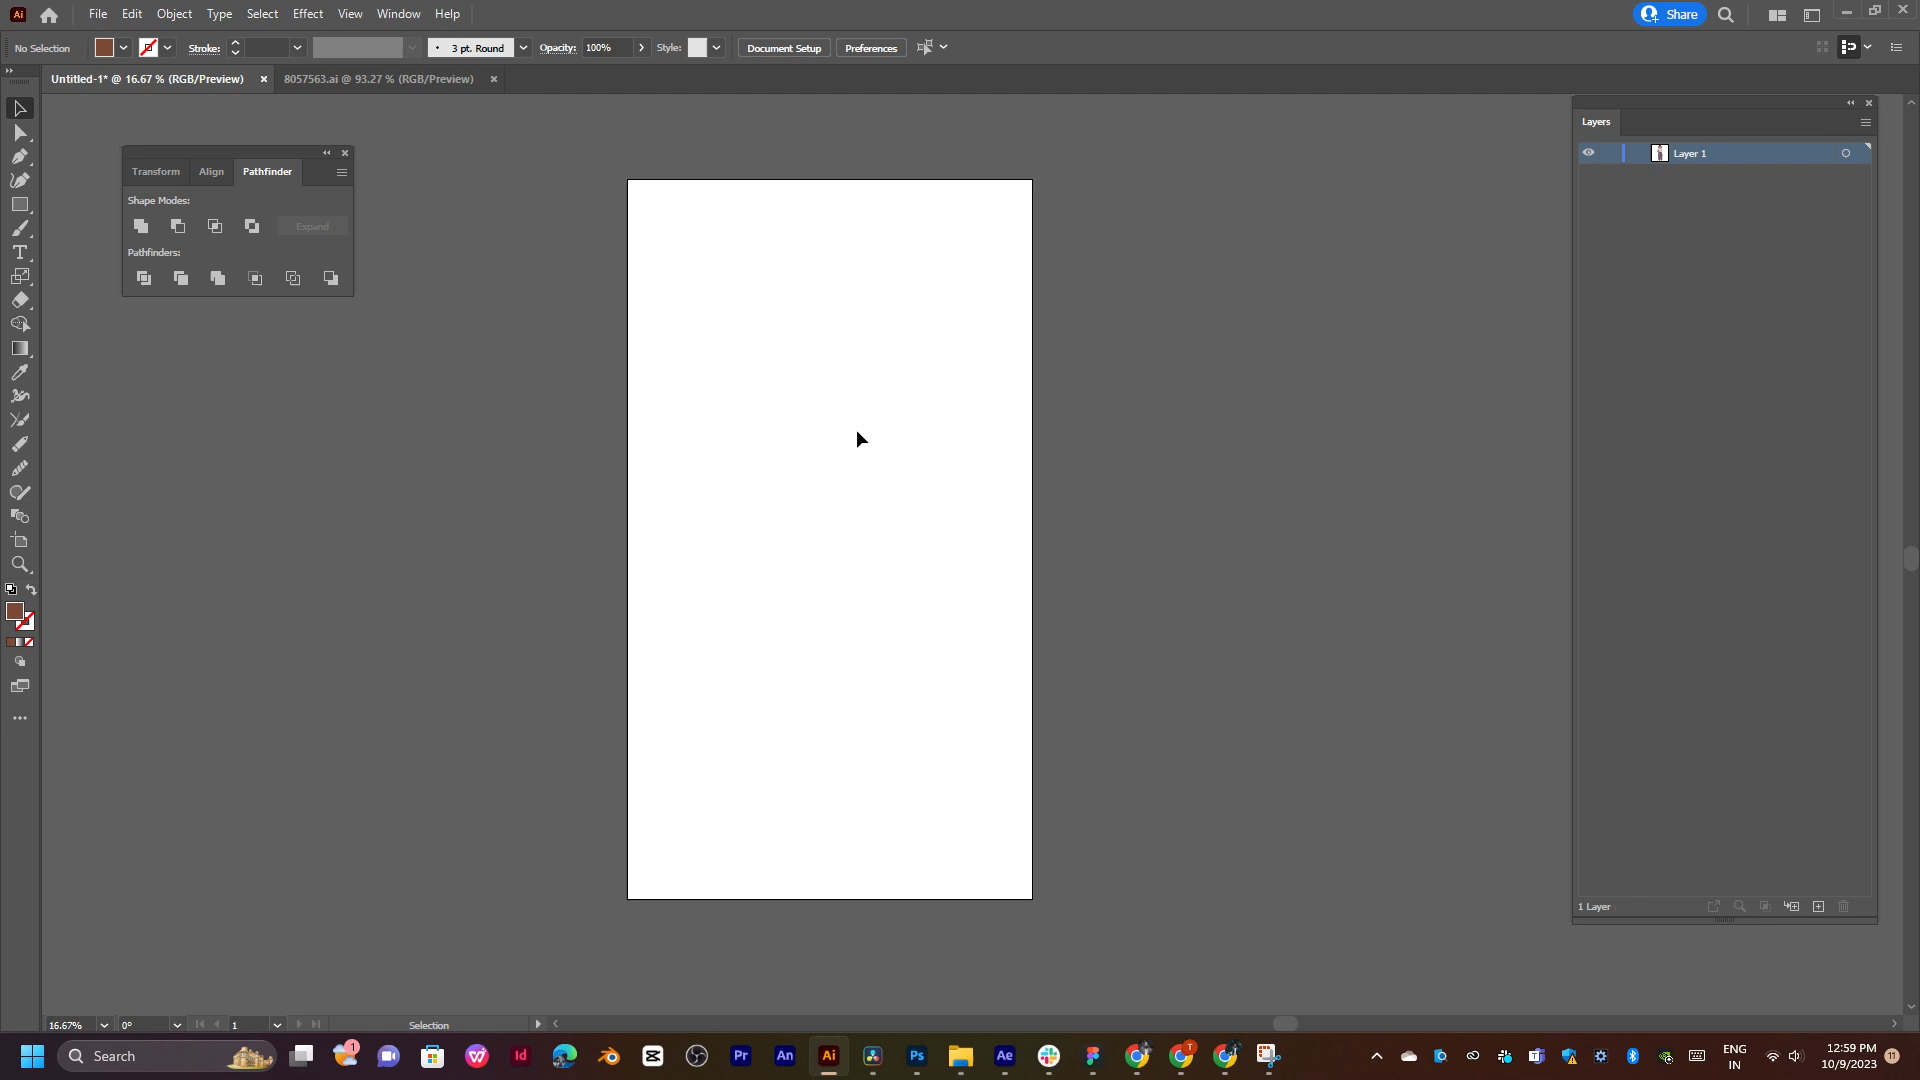 Ai File Edit Object Type Select Effect View Window Help Share
No Selection Stroke: 3 pt. Round Opacity: 100% Style: Document Setup Preferences
Untitled-1* @ 16.67 % (RGB/Preview) 8057563.ai @ 93.27 % (RGB/Preview)
Layers
Layer 1
Transform Align Pathfinder
Shape Modes:
Expand
Pathfinders:
1 Layer
16.67% 0° 1 Selection
Search 1 Id Pr An Ai Ps Ae T ENG 12:59 PM 11
IN 10/9/2023